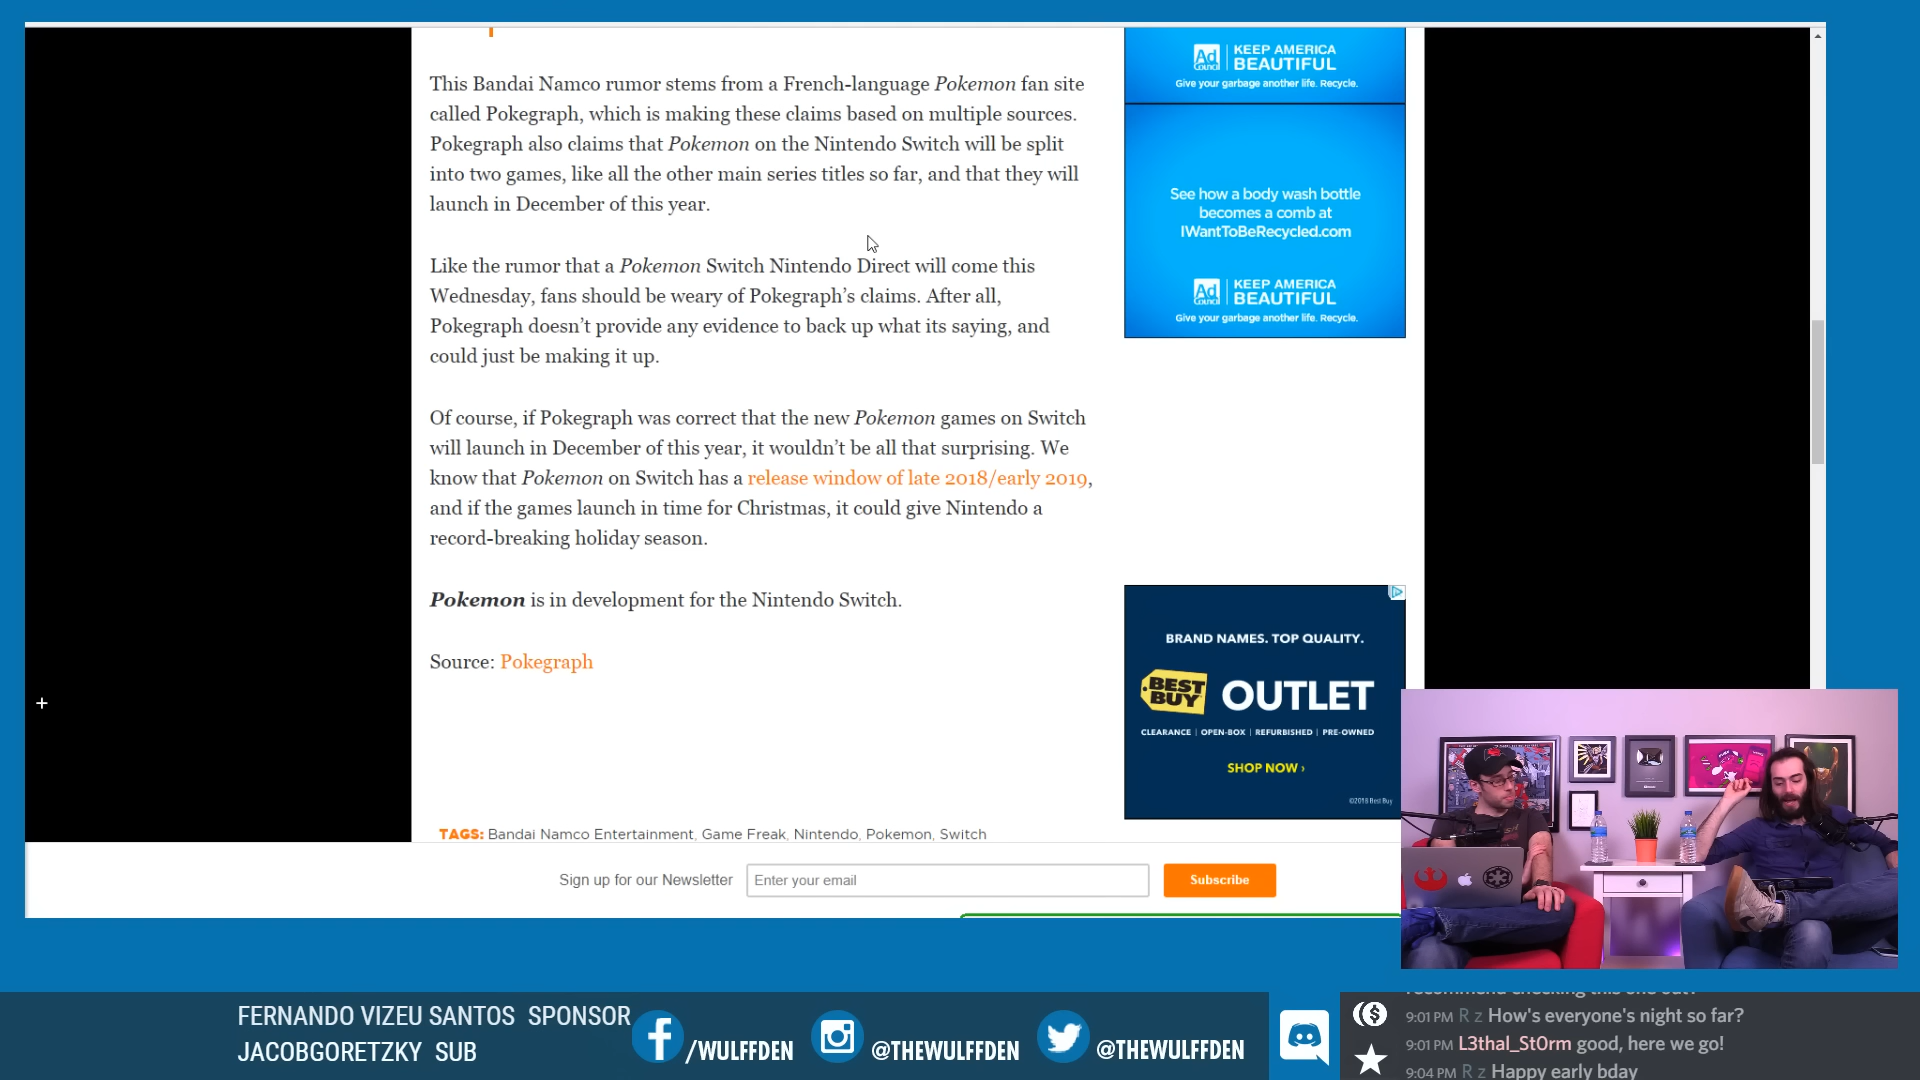 This Bandai Namco rumor stems from a French-language Pokemon fan site
called Pokegraph, which is making these claims based on multiple sources.
Pokegraph also claims that Pokemon on the Nintendo Switch will be split
into two games, like all the other main series titles so far, and that they will
launch in December of this year.
Like the rumor that a Pokemon Switch Nintendo Direct will come this
Wednesday, fans should be weary of Pokegraph’s claims. After all,
Pokegraph doesn’t provide any evidence to back up what its saying, and
could just be making it up.
Of course, if Pokegraph was correct that the new Pokemon games on Switch
will launch in December of this year, it wouldn’t be all that surprising. We
know that Pokemon on Switch has a release window of late 2018/early 2019,
and if the games launch in time for Christmas, it could give Nintendo a
record-breaking holiday season.
Pokemon is in development for the Nintendo Switch.
Source: Pokegraph
TAGS: Bandai Namco Entertainment, Game Freak, Nintendo, Pokemon, Switch
Ad Council
KEEP AMERICA
BEAUTIFUL
Give your garbage another life. Recycle.
See how a body wash bottle
becomes a comb at
IWantToBeRecycled.com
Ad Council
KEEP AMERICA
BEAUTIFUL
Give your garbage another life. Recycle.
BRAND NAMES. TOP QUALITY.
BEST
BUY
OUTLET
CLEARANCE | OPEN-BOX | REFURBISHED | PRE-OWNED
SHOP NOW ›
©2018 Best Buy
Sign up for our Newsletter
Enter your email
Subscribe
FERNANDO VIZEU SANTOS SPONSOR
JACOBGORETZKY SUB
/WULFFDEN
@THEWULFFDEN
@THEWULFFDEN
recommend checking this one out?
9:01 PM R z How's everyone's night so far?
9:01 PM L3thal_St0rm good, here we go!
9:04 PM R z Happy early bday